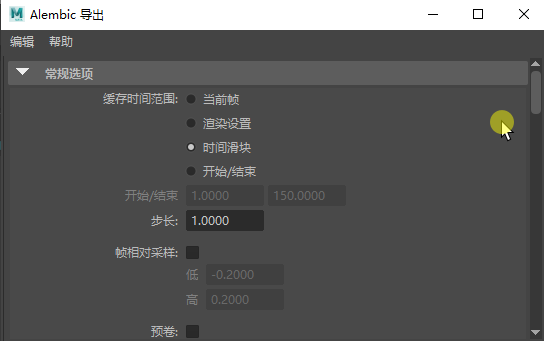 Alembic 导出
编辑 帮助
常规选项
缓存时间范围: 当前帧
渲染设置
时间滑块
开始/结束
开始/结束 1.0000 150.0000
步长: 1.0000
帧相对采样:
低 -0.2000
高 0.2000
预卷: